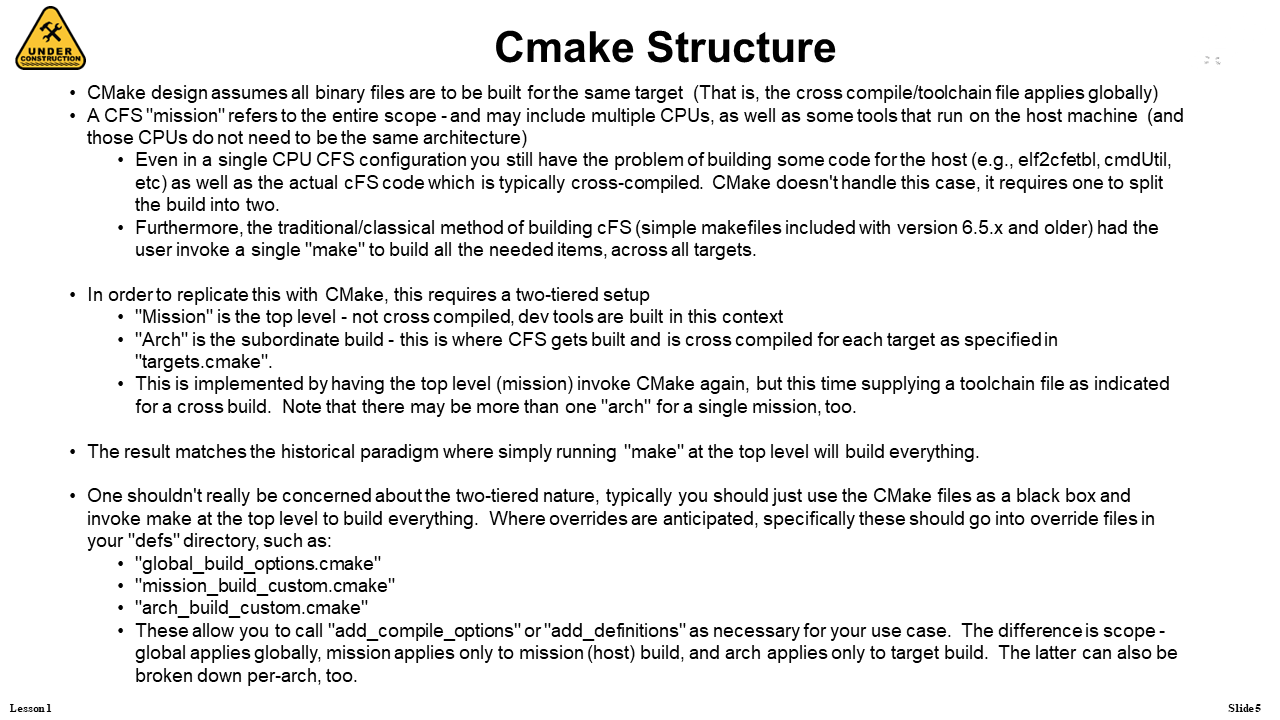 UNDER
CONSTRUCTION
Cmake Structure
• CMake design assumes all binary files are to be built for the same target  (That is, the cross compile/toolchain file applies globally)
• A CFS "mission" refers to the entire scope - and may include multiple CPUs, as well as some tools that run on the host machine  (and
those CPUs do not need to be the same architecture)
• Even in a single CPU CFS configuration you still have the problem of building some code for the host (e.g., elf2cfetbl, cmdUtil,
etc) as well as the actual cFS code which is typically cross-compiled.  CMake doesn't handle this case, it requires one to split
the build into two.
• Furthermore, the traditional/classical method of building cFS (simple makefiles included with version 6.5.x and older) had the
user invoke a single "make" to build all the needed items, across all targets.
• In order to replicate this with CMake, this requires a two-tiered setup
• "Mission" is the top level - not cross compiled, dev tools are built in this context
• "Arch" is the subordinate build - this is where CFS gets built and is cross compiled for each target as specified in
"targets.cmake".
• This is implemented by having the top level (mission) invoke CMake again, but this time supplying a toolchain file as indicated
for a cross build.  Note that there may be more than one "arch" for a single mission, too.
• The result matches the historical paradigm where simply running "make" at the top level will build everything.
• One shouldn't really be concerned about the two-tiered nature, typically you should just use the CMake files as a black box and
invoke make at the top level to build everything.  Where overrides are anticipated, specifically these should go into override files in
your "defs" directory, such as:
• "global_build_options.cmake"
• "mission_build_custom.cmake"
• "arch_build_custom.cmake"
• These allow you to call "add_compile_options" or "add_definitions" as necessary for your use case.  The difference is scope -
global applies globally, mission applies only to mission (host) build, and arch applies only to target build.  The latter can also be
broken down per-arch, too.
Lesson 1
Slide 5